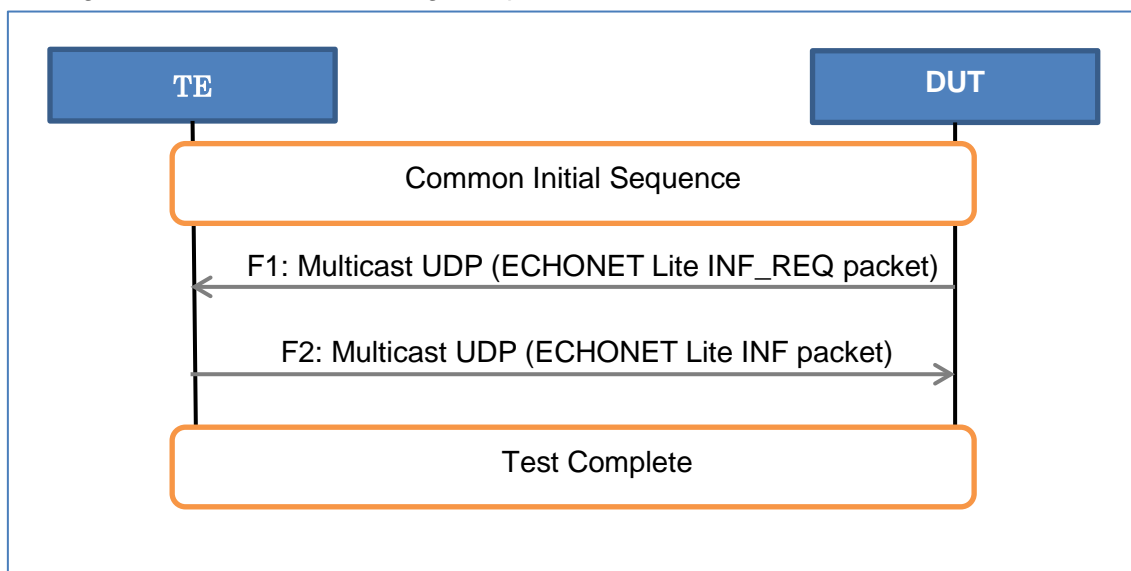 TE
DUT
Common Initial Sequence
F1: Multicast UDP (ECHONET Lite INF_REQ packet)
F2: Multicast UDP (ECHONET Lite INF packet)
Test Complete